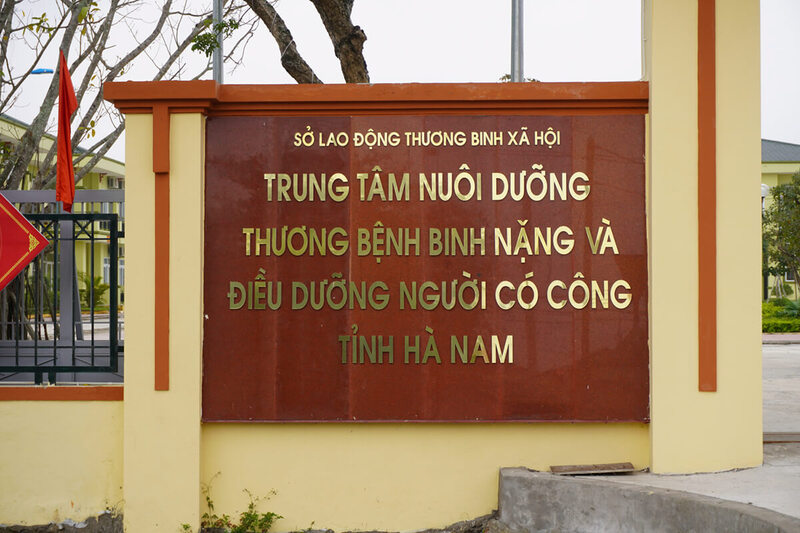 SỞ LAO ĐỘNG THƯƠNG BINH XÃ HỘI
TRUNG TÂM NUÔI DƯỠNG
THƯƠNG BỆNH BINH NẶNG VÀ
ĐIỀU DƯỠNG NGƯỜI CÓ CÔNG
TỈNH HÀ NAM